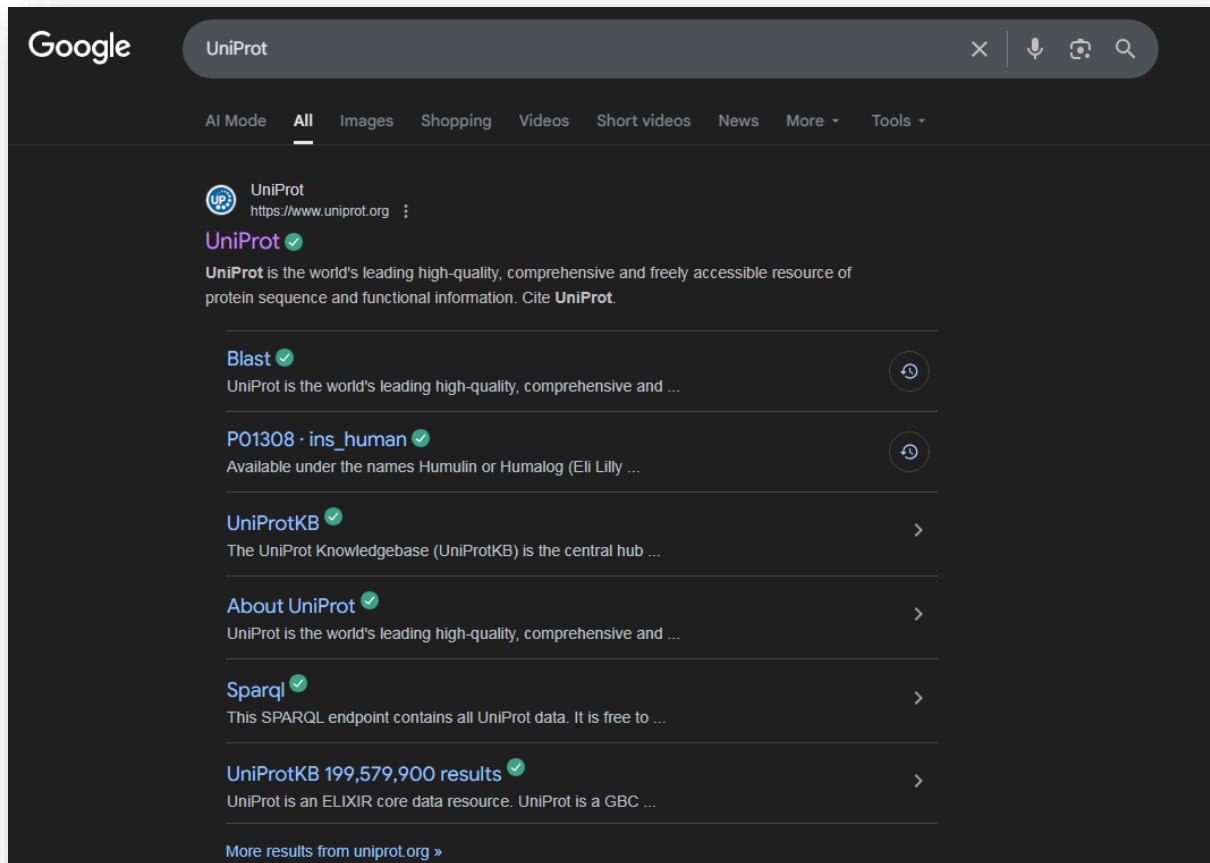 Google
UniProt
AI Mode All Images Shopping Videos Short videos News More Tools
UP
UniProt
https://www.uniprot.org
UniProt
UniProt is the world's leading high-quality, comprehensive and freely accessible resource of
protein sequence and functional information. Cite UniProt.
Blast
UniProt is the world's leading high-quality, comprehensive and ...
P01308 · ins_human
Available under the names Humulin or Humalog (Eli Lilly ...
UniProtKB
The UniProt Knowledgebase (UniProtKB) is the central hub ...
About UniProt
UniProt is the world's leading high-quality, comprehensive and ...
Sparql
This SPARQL endpoint contains all UniProt data. It is free to ...
UniProtKB 199,579,900 results
UniProt is an ELIXIR core data resource. UniProt is a GBC ...
More results from uniprot.org »